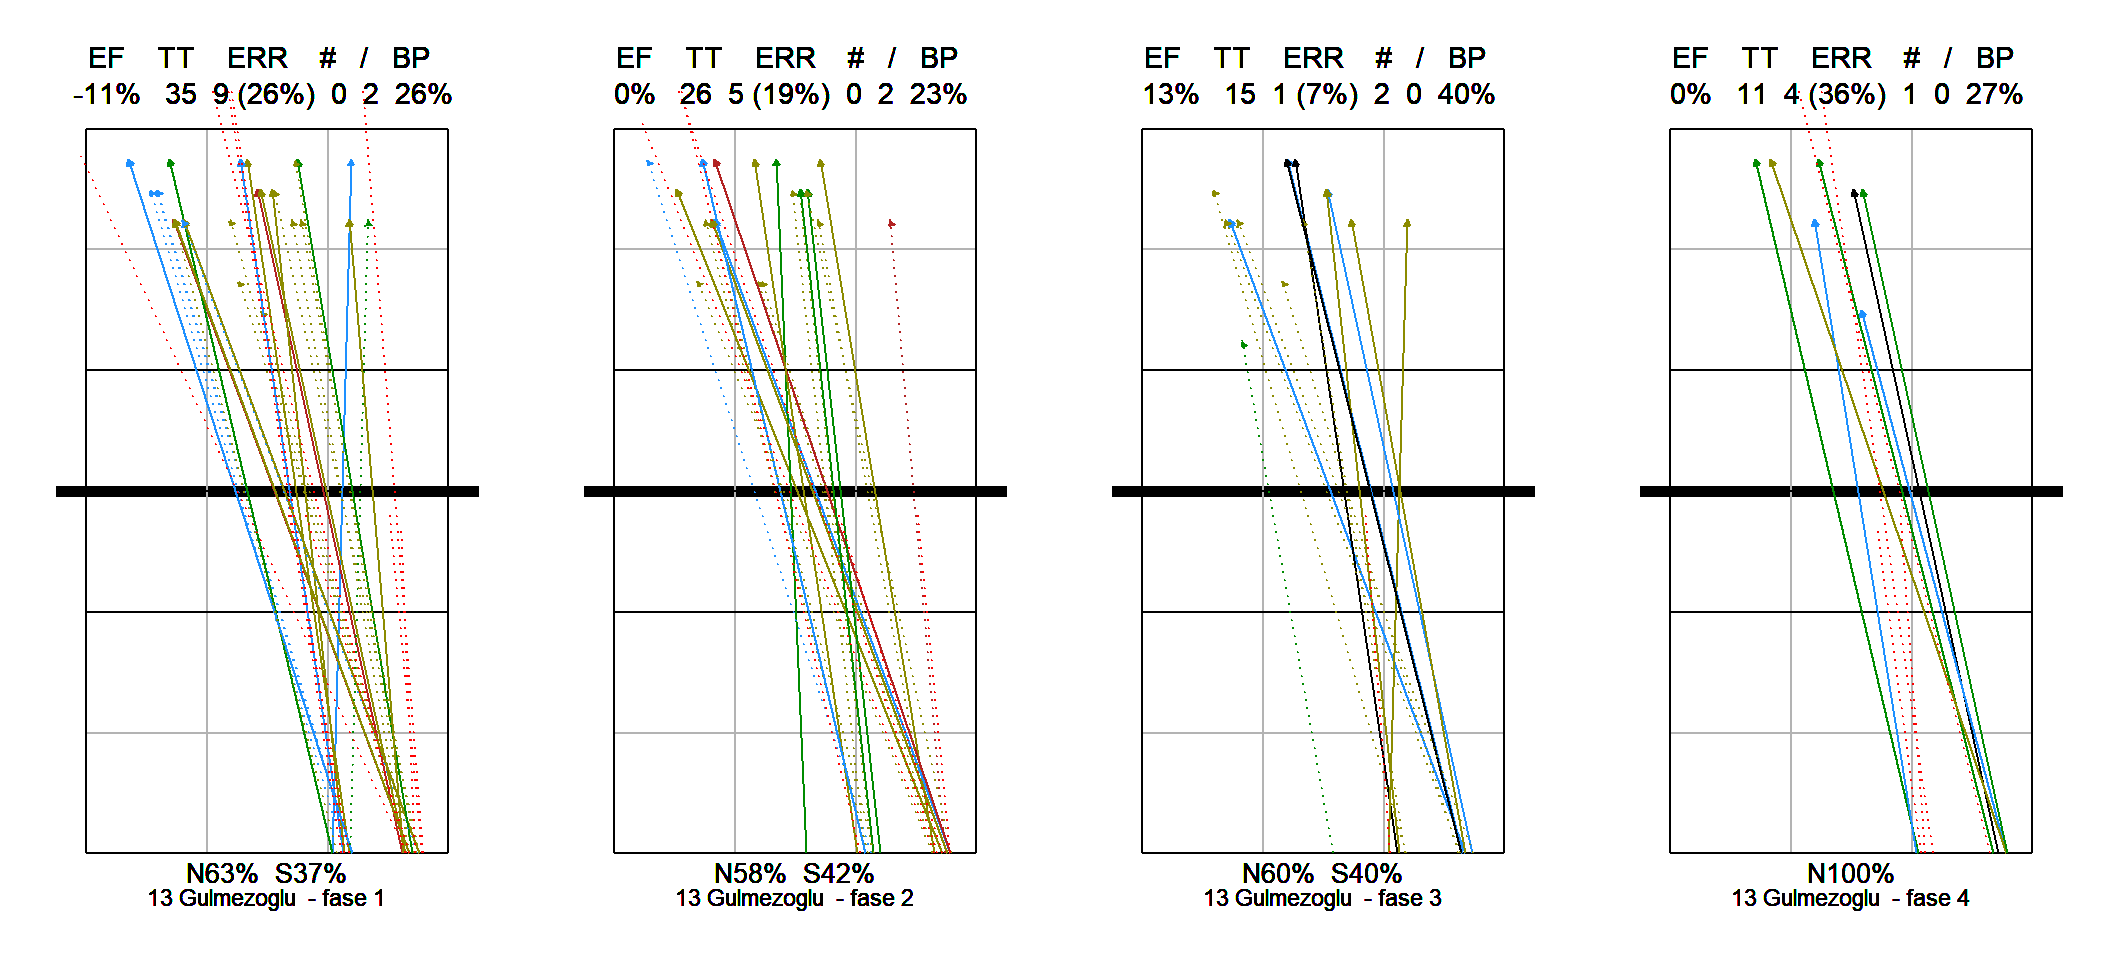 EF TT ERR # / BP
-11% 35 9 (26%) 0 2 26%
N63% S37%
13 Gulmezoglu - fase 1
EF TT ERR # / BP
0% 26 5 (19%) 0 2 23%
N58% S42%
13 Gulmezoglu - fase 2
EF TT ERR # / BP
13% 15 1 (7%) 2 0 40%
N60% S40%
13 Gulmezoglu - fase 3
EF TT ERR # / BP
0% 11 4 (36%) 1 0 27%
N100%
13 Gulmezoglu - fase 4